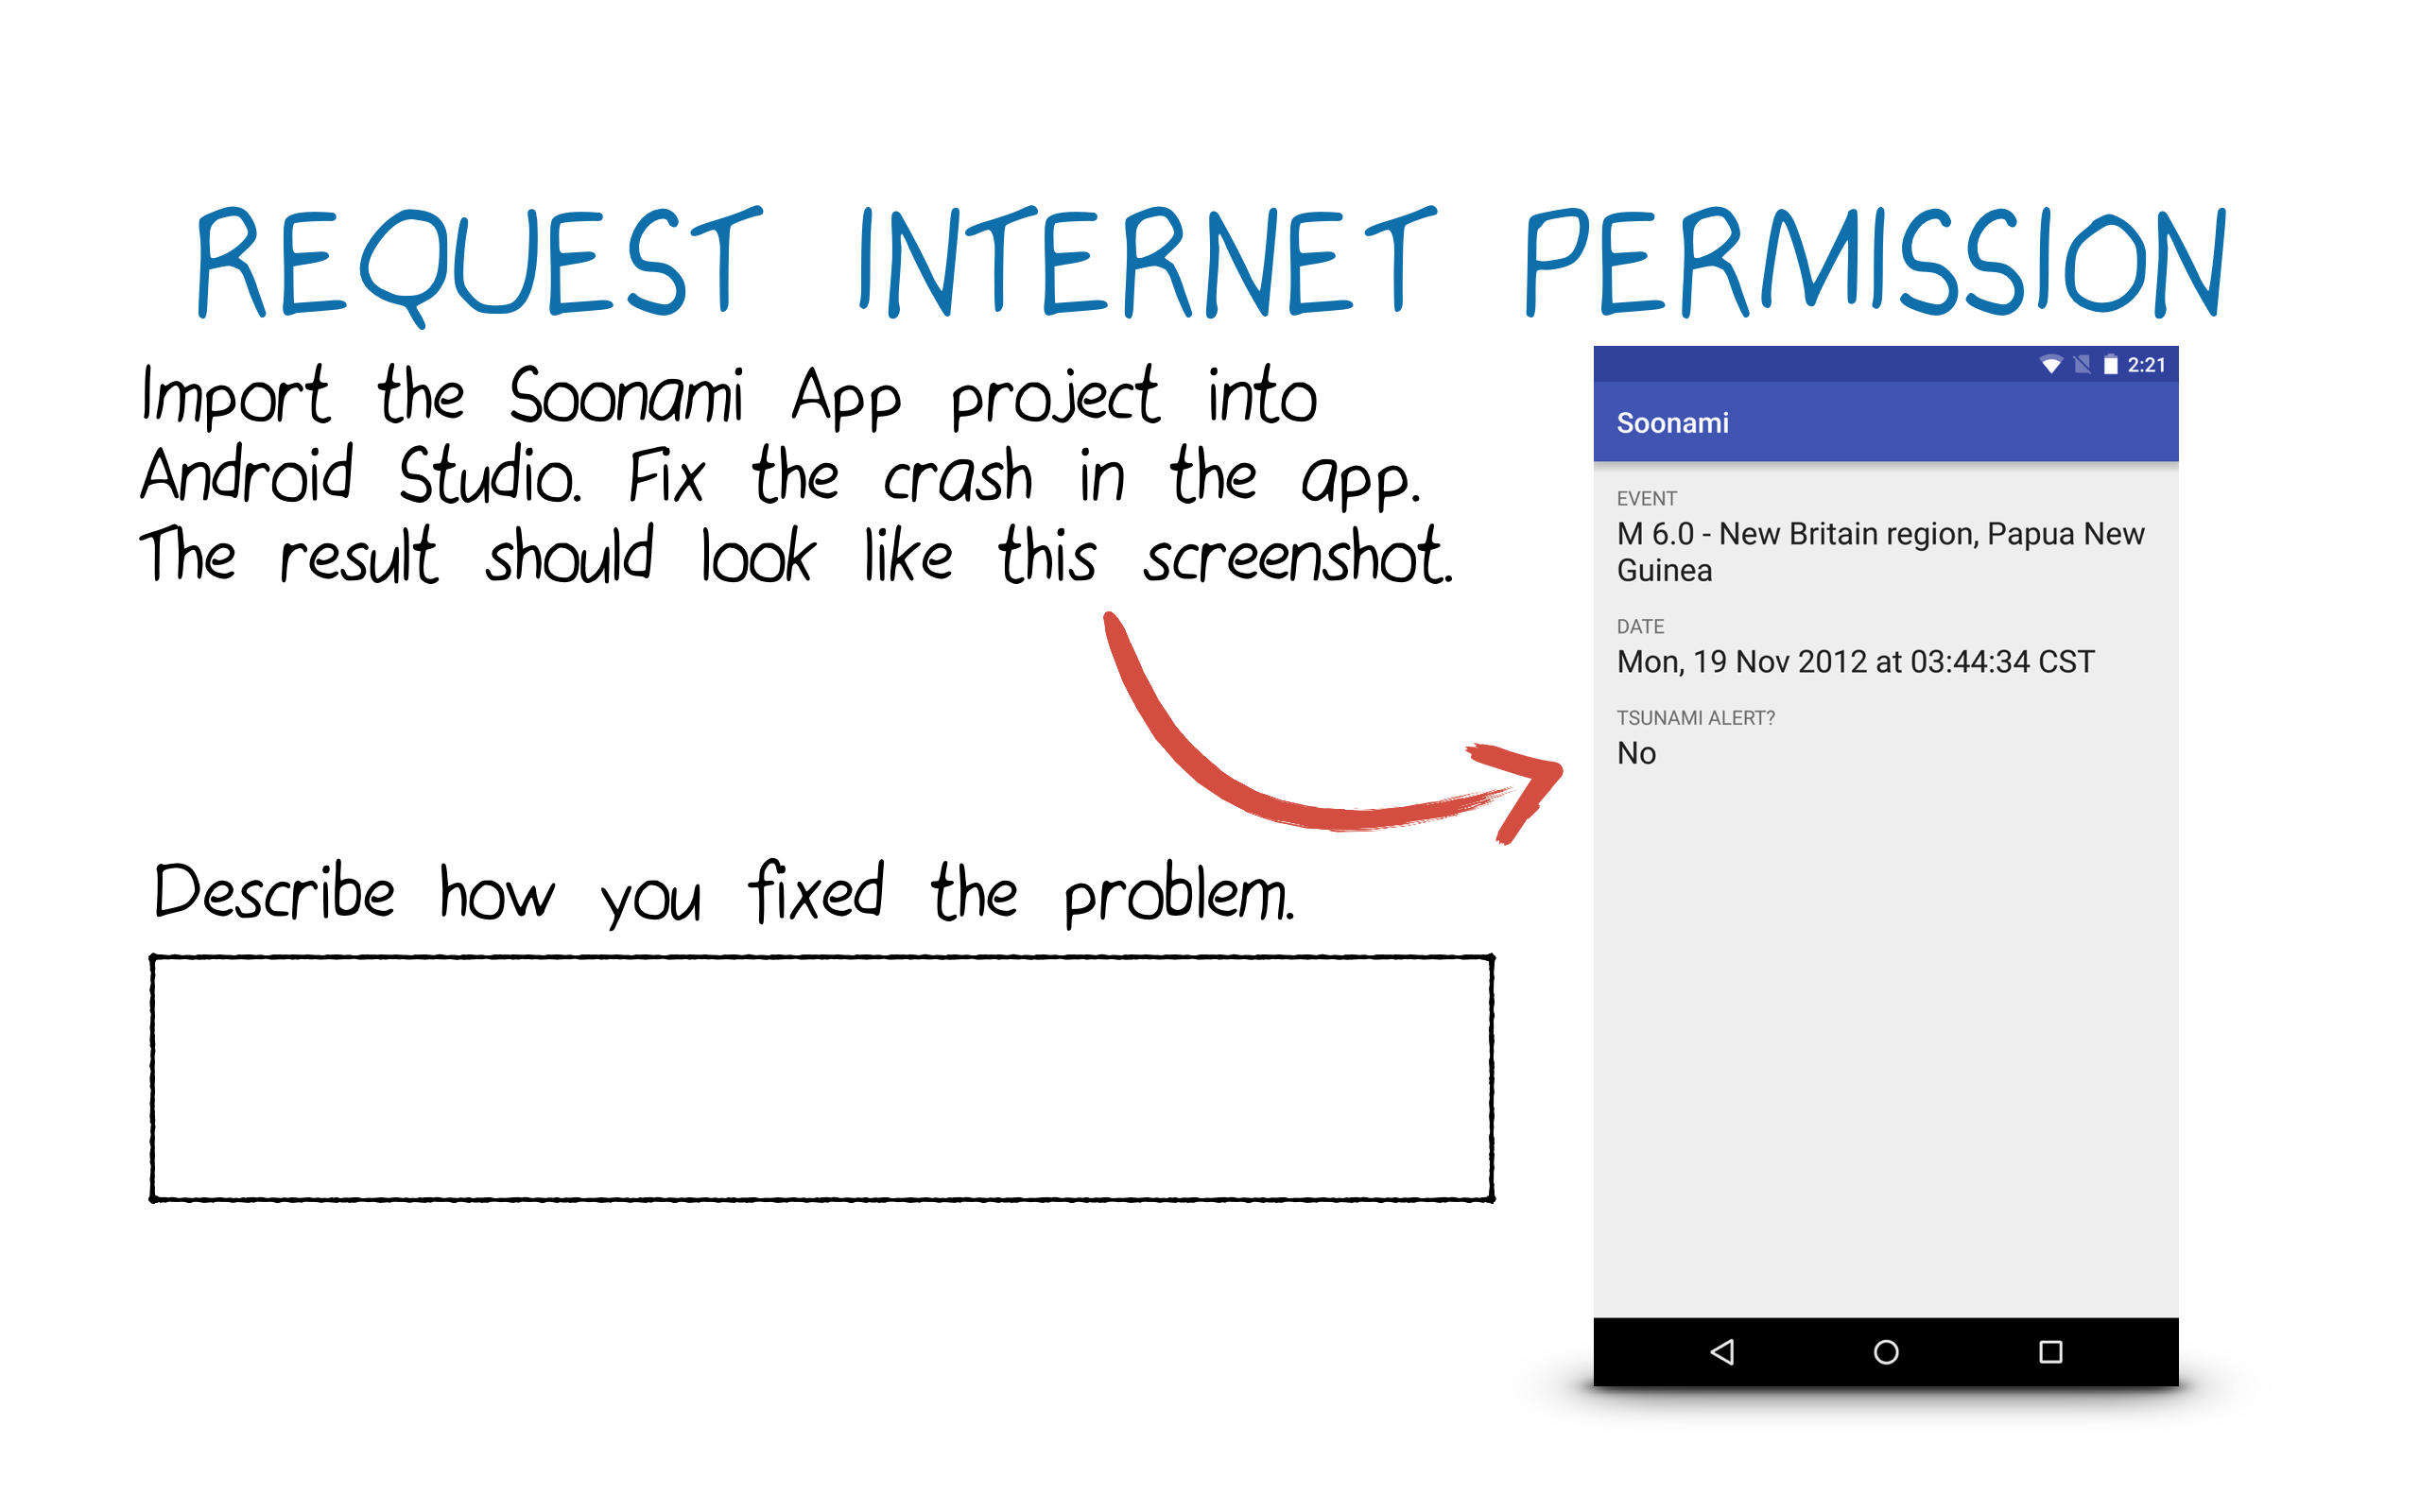 REQUEST INTERNET PERMISSION
Import the Soonami App project into
Android Studio. Fix the crash in the app.
The result should look like this screenshot.
2:21
Soonami
EVENT
M 6.0 - New Britain region, Papua New
Guinea
DATE
Mon, 19 Nov 2012 at 03:44:34 CST
TSUNAMI ALERT?
No
Describe how you fixed the problem.